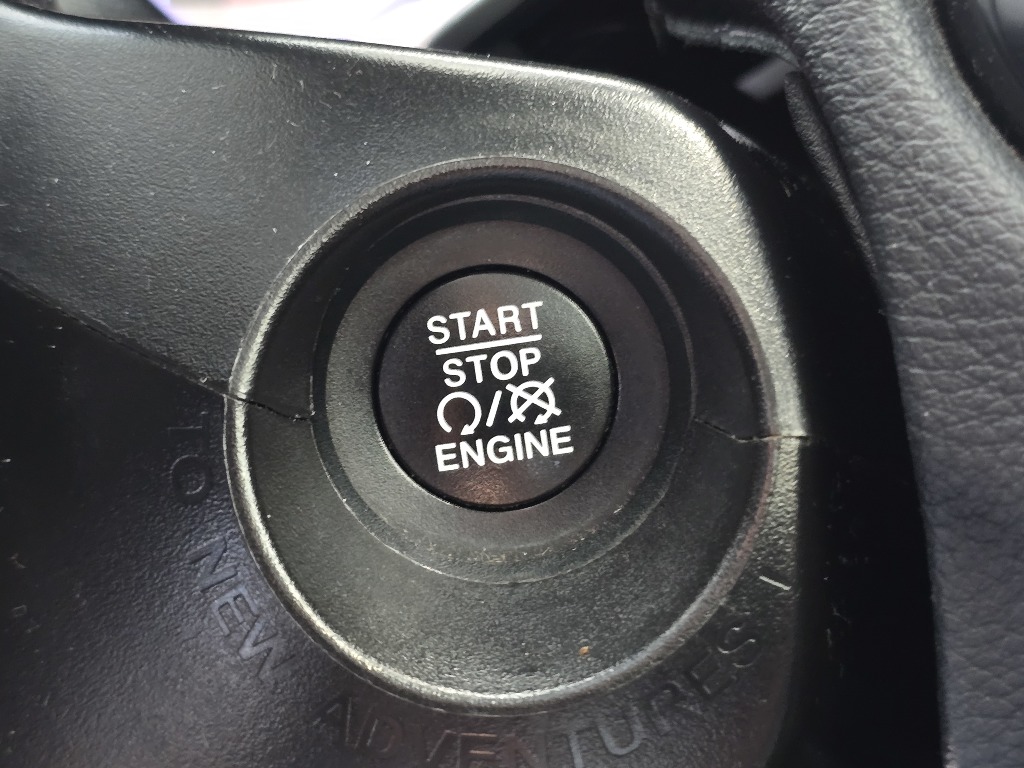 START
STOP
/
ENGINE
TO NEW ADVENTURES